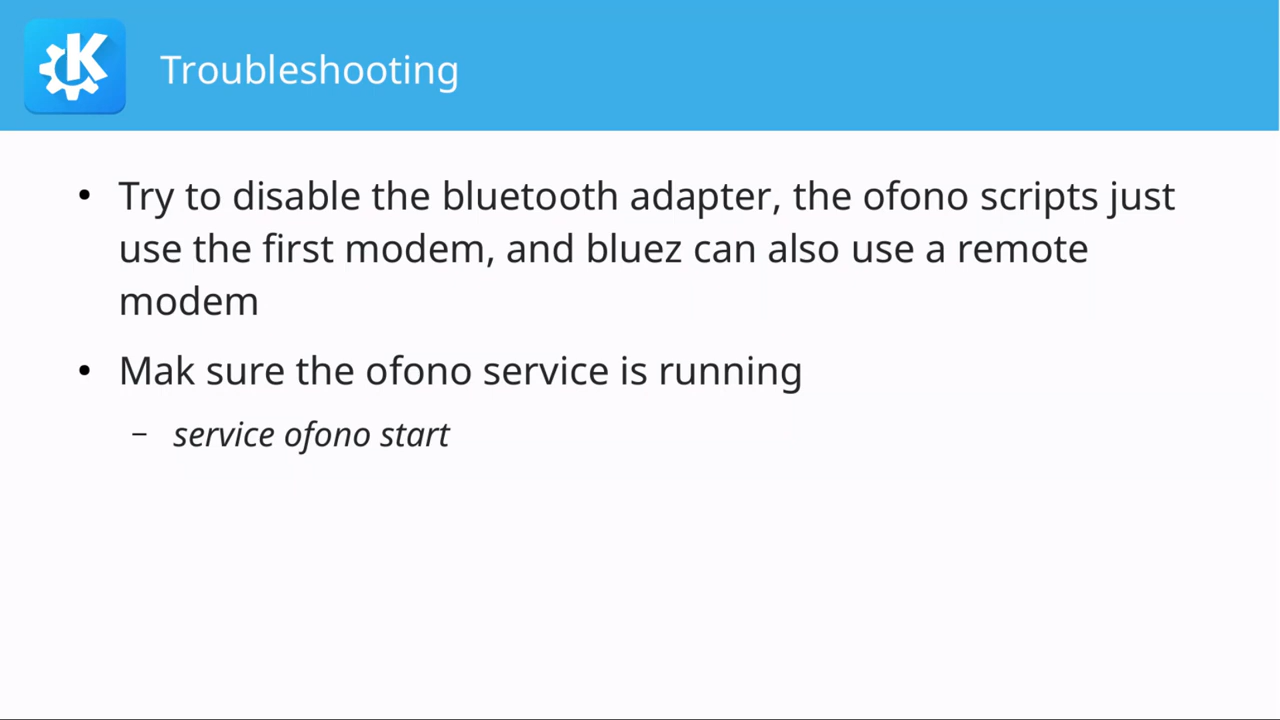 Troubleshooting
• Try to disable the bluetooth adapter, the ofono scripts just
use the first modem, and bluez can also use a remote
modem
• Mak sure the ofono service is running
– service ofono start